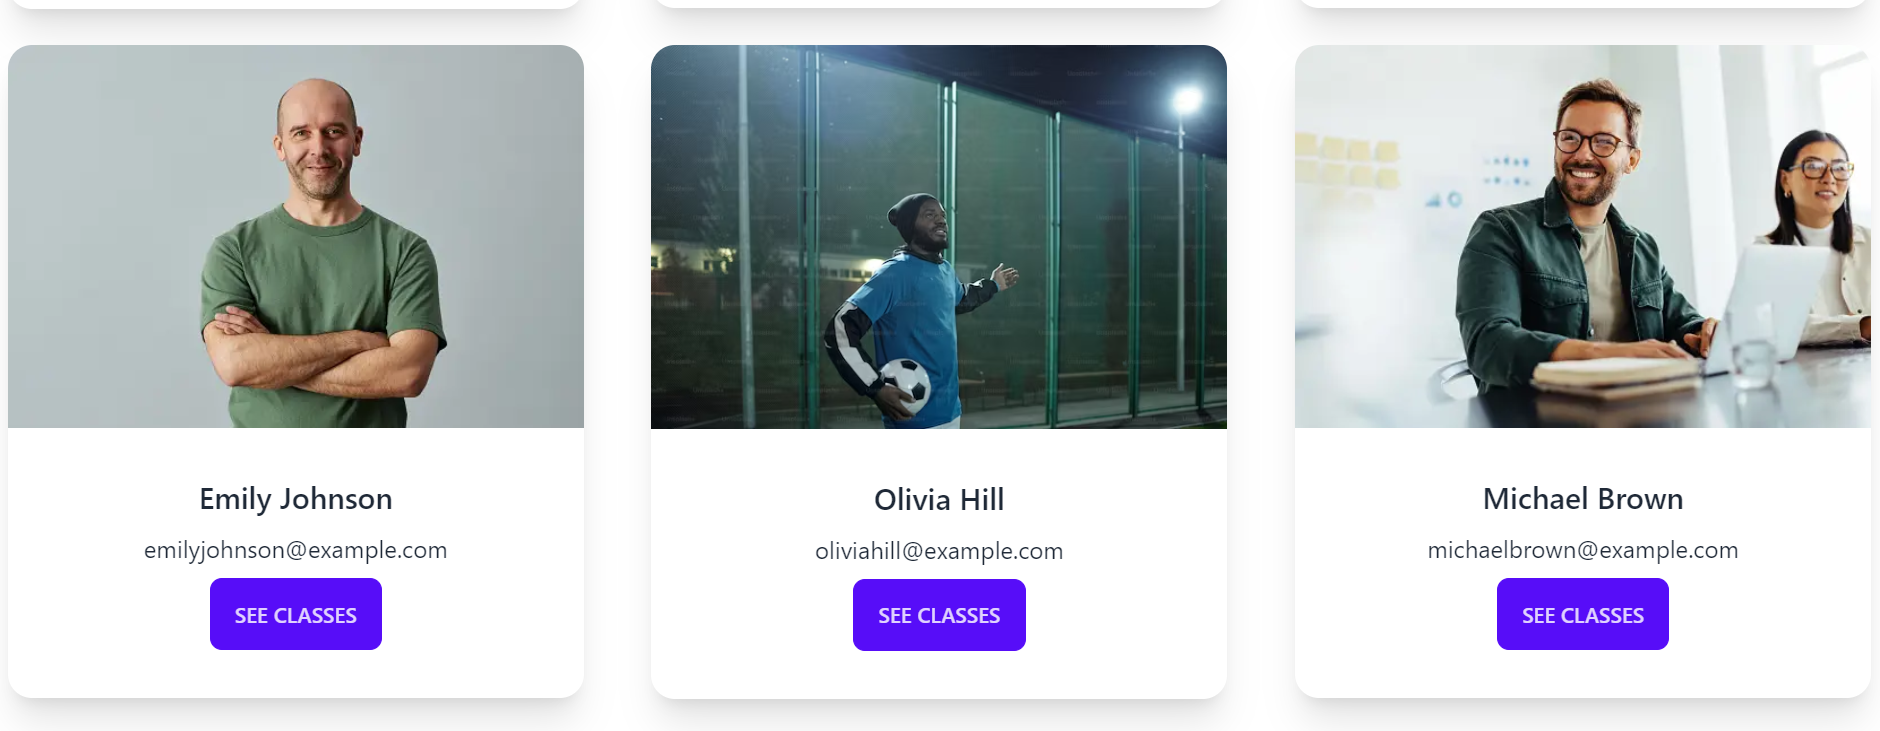 Emily Johnson
emilyjohnson@example.com
SEE CLASSES
Olivia Hill
oliviahill@example.com
SEE CLASSES
Michael Brown
michaelbrown@example.com
SEE CLASSES